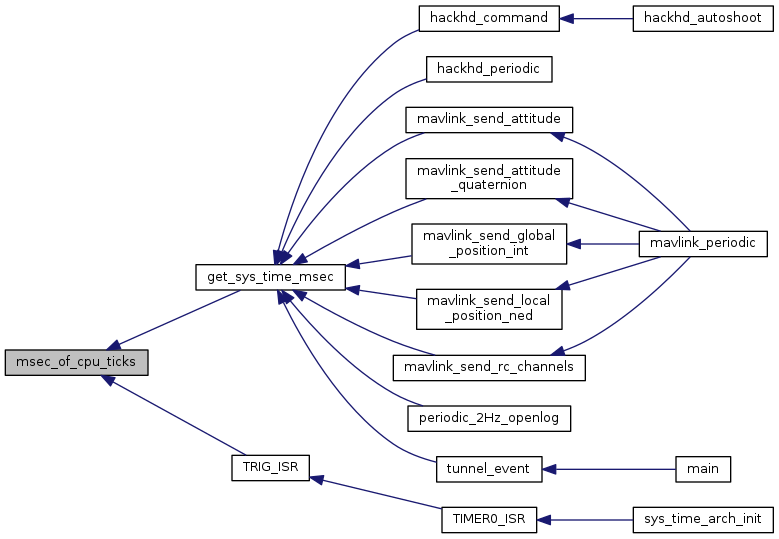 hackhd_command
hackhd_autoshoot
hackhd_periodic
mavlink_send_attitude
mavlink_send_attitude
_quaternion
mavlink_send_global
_position_int
mavlink_periodic
get_sys_time_msec
mavlink_send_local
_position_ned
msec_of_cpu_ticks
mavlink_send_rc_channels
periodic_2Hz_openlog
TRIG_ISR
tunnel_event
main
TIMER0_ISR
sys_time_arch_init